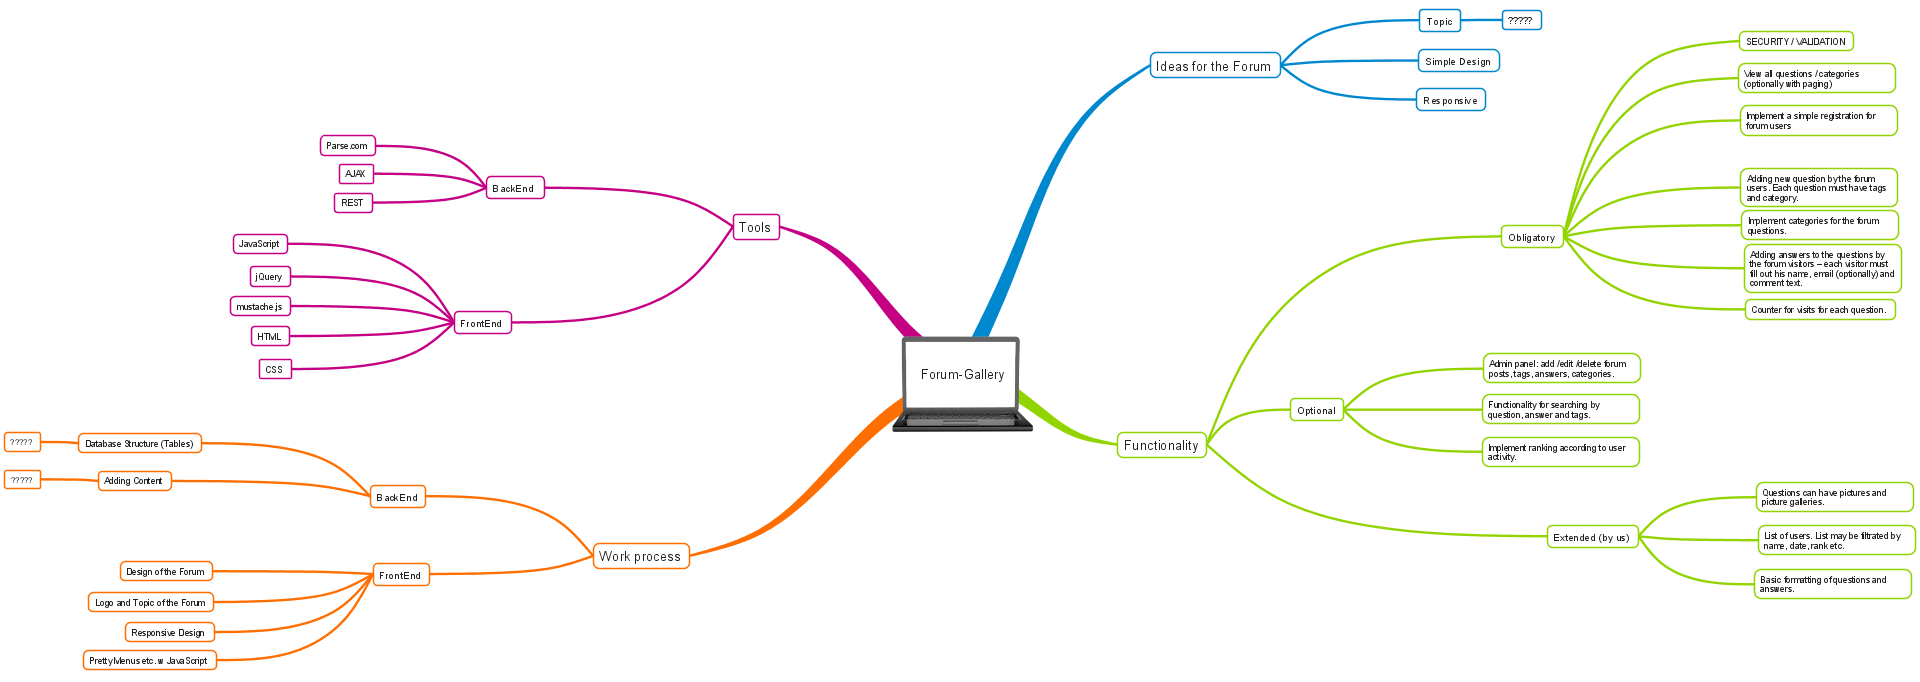 Forum-Gallery
Ideas for the Forum
Topic
?????
Simple Design
Responsive
Tools
BackEnd
Parse.com
AJAX
REST
FrontEnd
JavaScript
jQuery
mustache.js
HTML
CSS
Functionality
Obligatory
SECURITY / VALIDATION
View all questions / categories
(optionally with paging)
Implement a simple registration for
forum users
Adding new question by the forum
users. Each question must have tags
and category.
Implement categories for the forum
questions.
Adding answers to the questions by
the forum visitors – each visitor must
fill out his name, email (optionally) and
comment text.
Counter for visits for each question.
Optional
Admin panel: add /edit /delete forum
posts, tags, answers, categories.
Functionality for searching by
question, answer and tags.
Implement ranking according to user
activity.
Extended (by us)
Questions can have pictures and
picture galleries.
List of users. List may be filtrated by
name, date, rank etc.
Basic formatting of questions and
answers.
Work process
BackEnd
Database Structure (Tables)
?????
Adding Content
?????
FrontEnd
Design of the Forum
Logo and Topic of the Forum
Responsive Design
Pretty Menus etc. w JavaScript